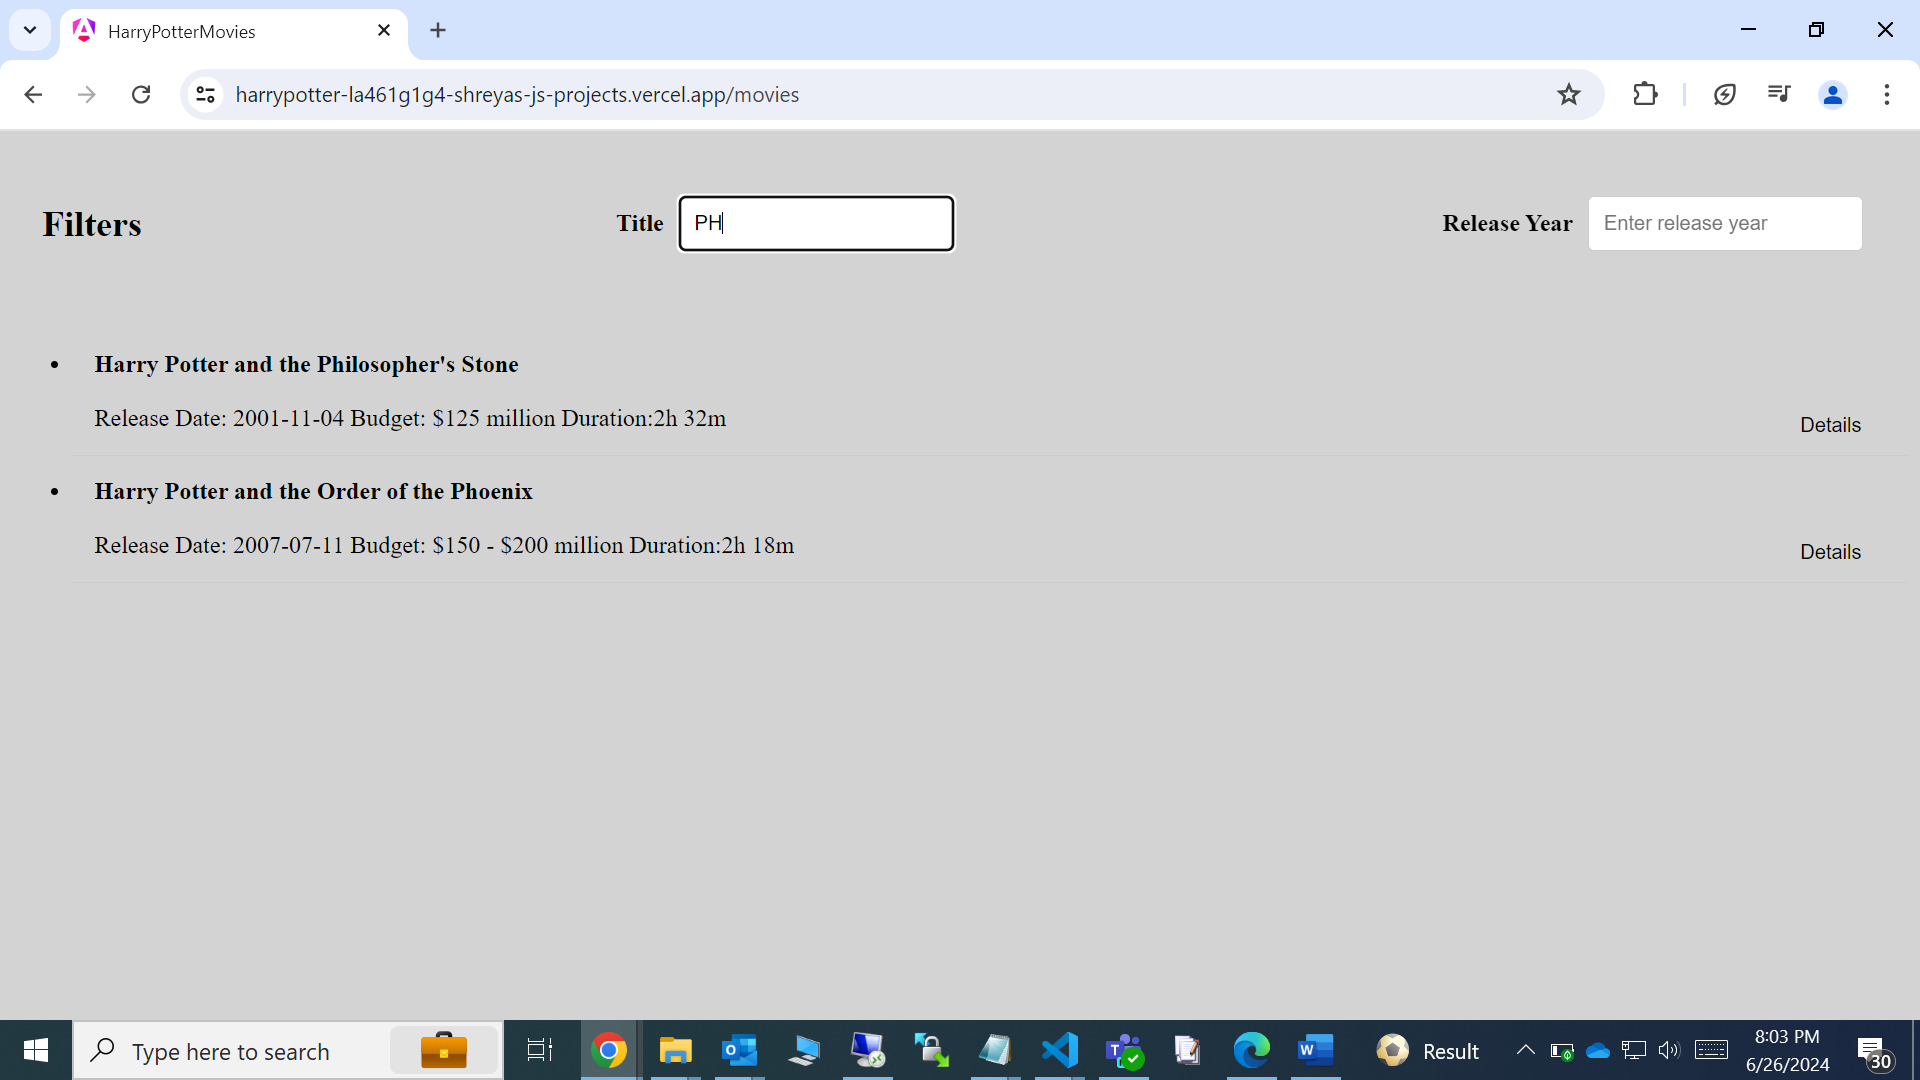 HarryPotterMovies
harrypotter-la461g1g4-shreyas-js-projects.vercel.app/movies
Filters Title PH Release Year Enter release year
Harry Potter and the Philosopher's Stone
Release Date: 2001-11-04 Budget: $125 million Duration:2h 32m
Details
Harry Potter and the Order of the Phoenix
Release Date: 2007-07-11 Budget: $150 - $200 million Duration:2h 18m
Details
Type here to search Result 8:03 PM
6/26/2024 30